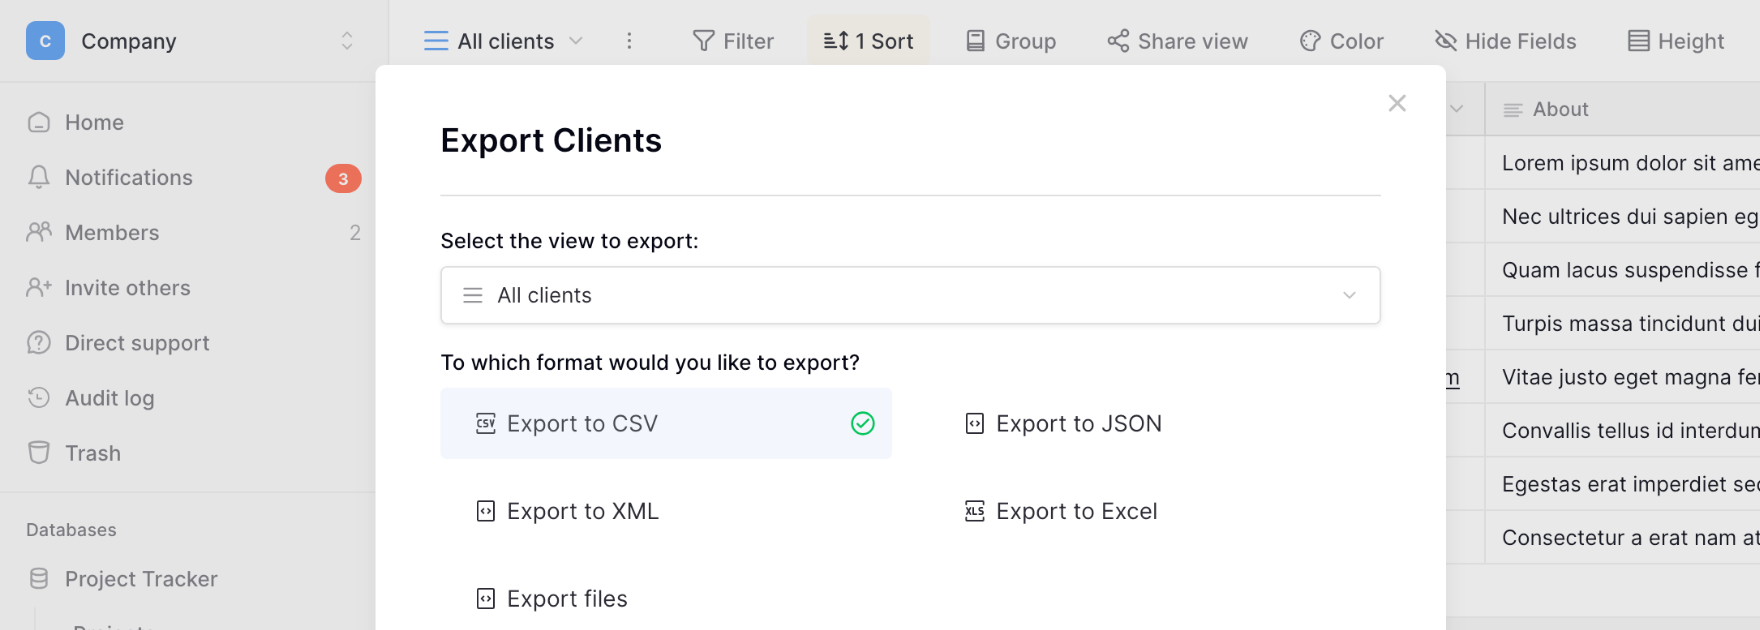 C Company
All clients
Filter
1 Sort
Group
Share view
Color
Hide Fields
Height
Home
Notifications 3
Members 2
Invite others
Direct support
Audit log
Trash
Databases
Project Tracker
Export Clients
Select the view to export:
All clients
To which format would you like to export?
CSV Export to CSV
Export to JSON
Export to XML
XLS Export to Excel
Export files
About
Lorem ipsum dolor sit ame
Nec ultrices dui sapien eg
Quam lacus suspendisse f
Turpis massa tincidunt dui
m
Vitae justo eget magna fer
Convallis tellus id interdum
Egestas erat imperdiet sed
Consectetur a erat nam at